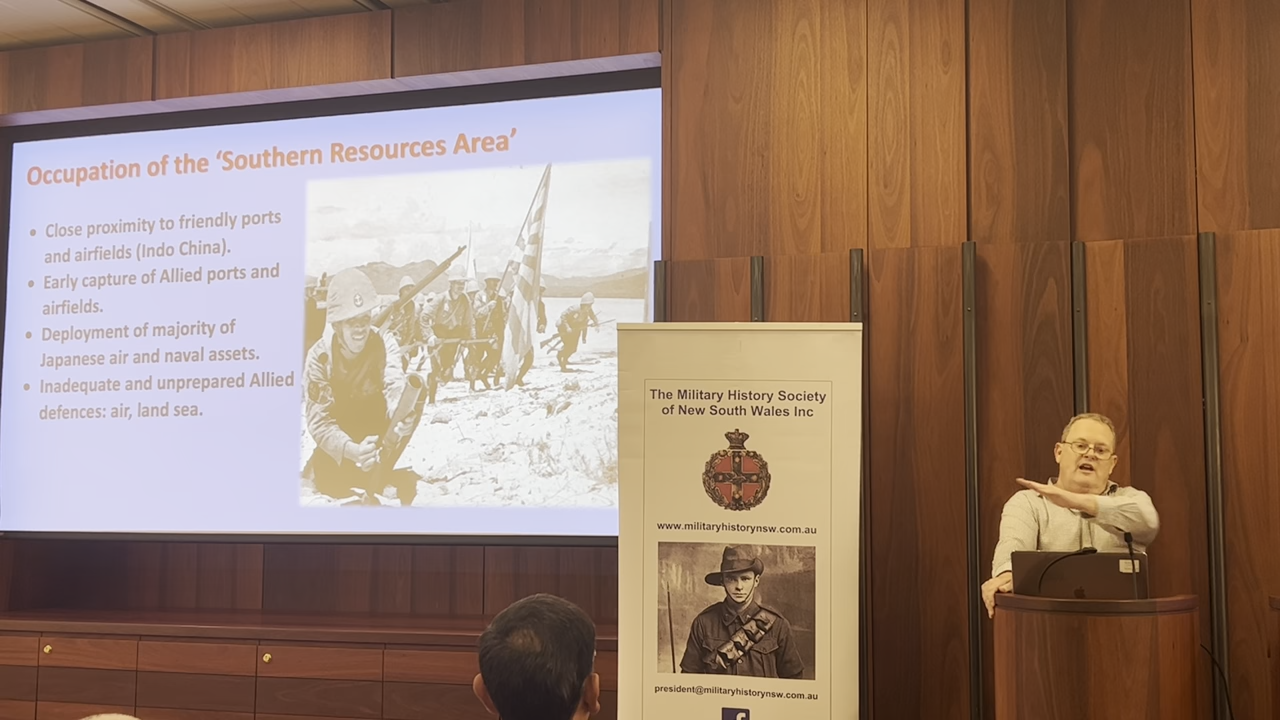 Occupation of the ‘Southern Resources Area’
• Close proximity to friendly ports
and airfields (Indo China).
• Early capture of Allied ports and
airfields.
• Deployment of majority of
Japanese air and naval assets.
• Inadequate and unprepared Allied
defences: air, land sea.
The Military History Society
of New South Wales Inc
www.militaryhistorynsw.com.au
president@militaryhistorynsw.com.au